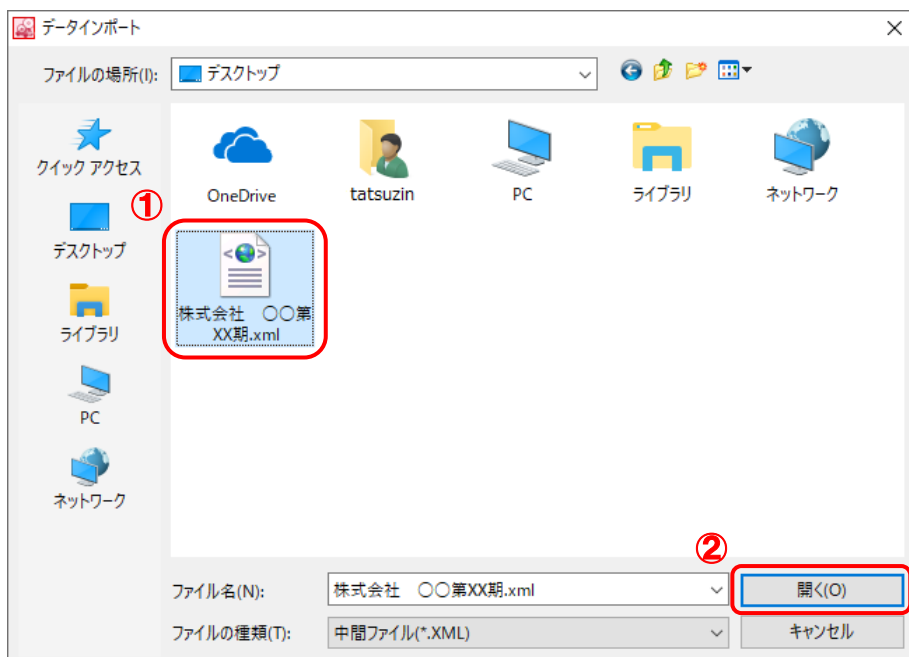 データインポート
ファイルの場所(I):
デスクトップ
クイック アクセス
デスクトップ
ライブラリ
PC
ネットワーク
OneDrive
tatsuzin
PC
ライブラリ
ネットワーク
①
株式会社　〇〇第
XX期.xml
②
ファイル名(N):
株式会社　〇〇第XX期.xml
開く(O)
ファイルの種類(T):
中間ファイル(*.XML)
キャンセル